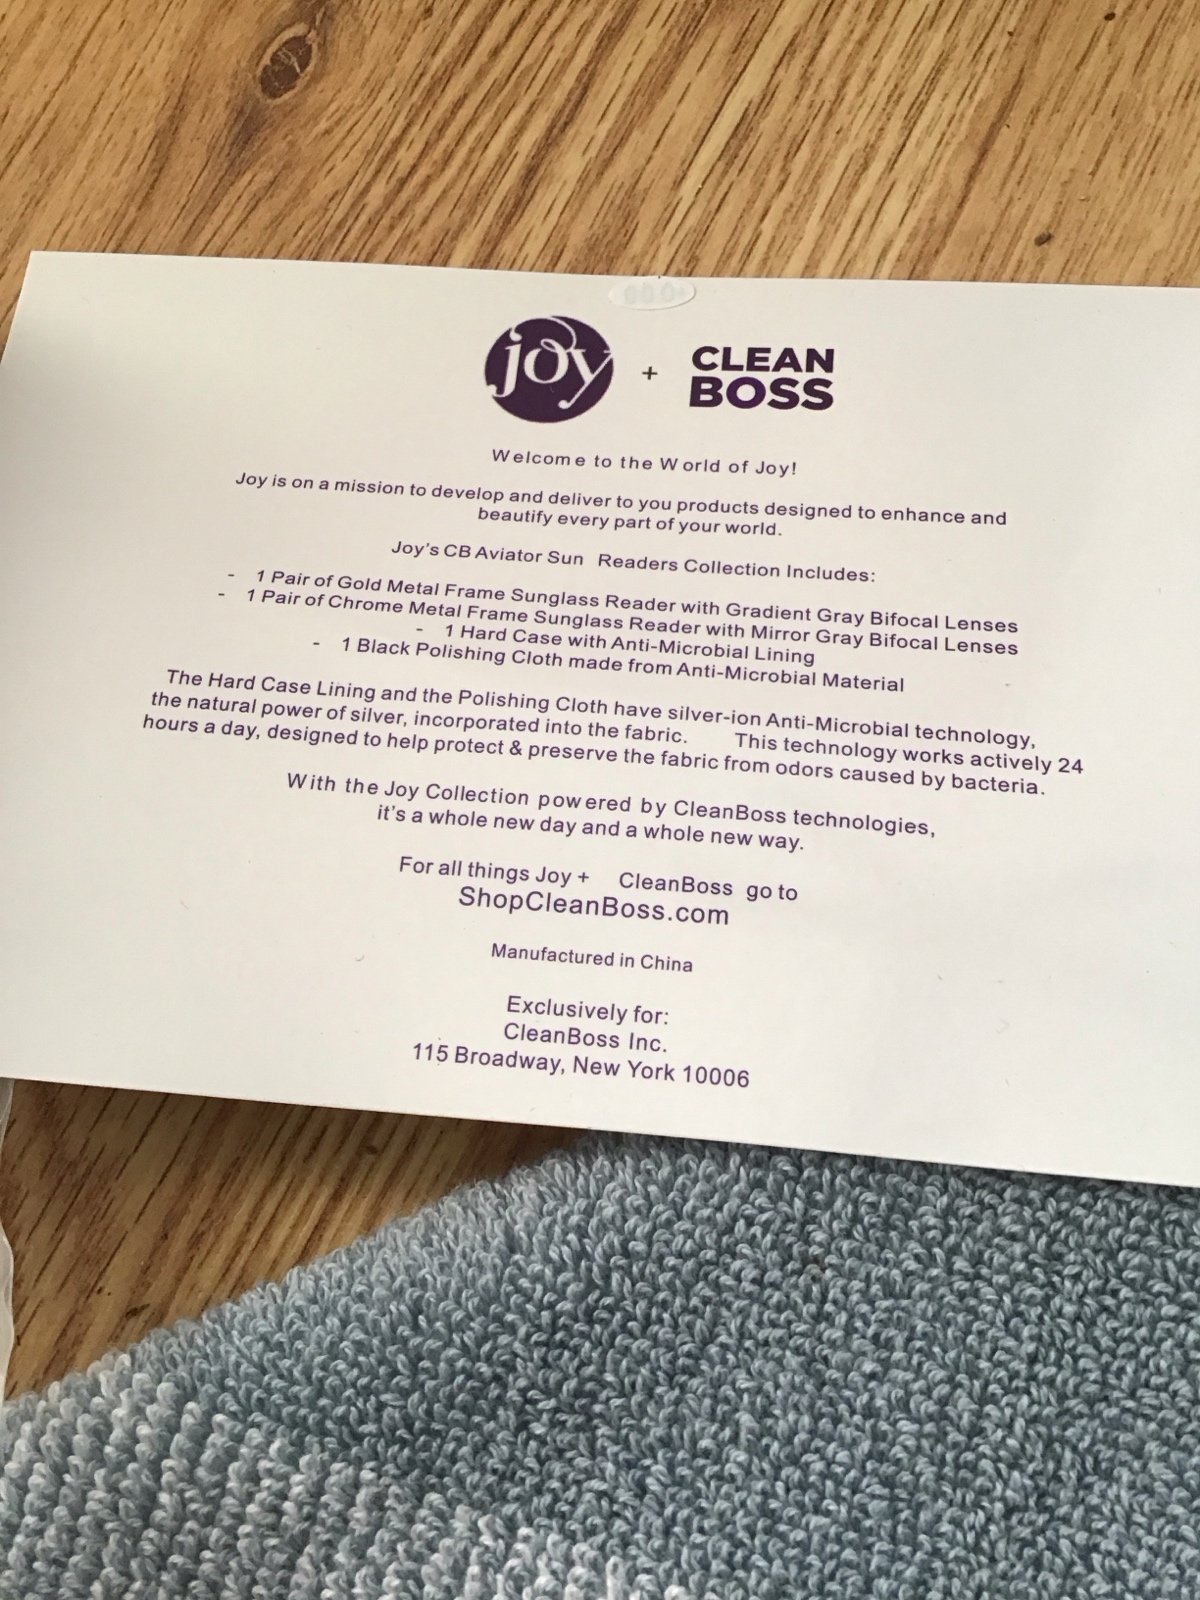 joy + CLEAN BOSS
Welcome to the World of Joy!
Joy is on a mission to develop and deliver to you products designed to enhance and
beautify every part of your world.
Joy's CB Aviator Sun Readers Collection Includes:
- 1 Pair of Gold Metal Frame Sunglass Reader with Gradient Gray Bifocal Lenses
- 1 Pair of Chrome Metal Frame Sunglass Reader with Mirror Gray Bifocal Lenses
- 1 Hard Case with Anti-Microbial Lining
- 1 Black Polishing Cloth made from Anti-Microbial Material
The Hard Case Lining and the Polishing Cloth have silver-ion Anti-Microbial technology,
the natural power of silver, incorporated into the fabric. This technology works actively 24
hours a day, designed to help protect & preserve the fabric from odors caused by bacteria.
With the Joy Collection powered by CleanBoss technologies,
it's a whole new day and a whole new way.
For all things Joy + CleanBoss go to
ShopCleanBoss.com
Manufactured in China
Exclusively for:
CleanBoss Inc.
115 Broadway, New York 10006